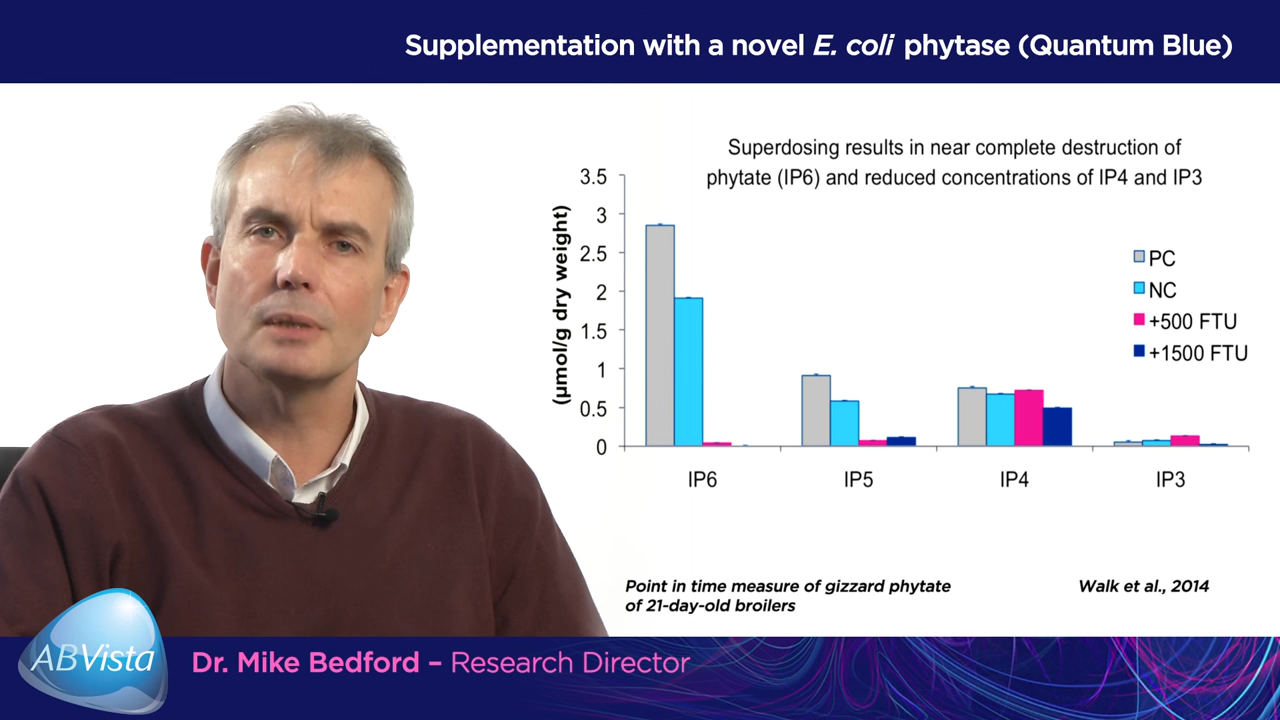 Supplementation with a novel E. coli phytase (Quantum Blue)
Superdosing results in near complete destruction of
phytate (IP6) and reduced concentrations of IP4 and IP3
(µmol/g dry weight)
3.5
3
2.5
2
1.5
1
0.5
0
PC
NC
+500 FTU
+1500 FTU
IP6
IP5
IP4
IP3
Point in time measure of gizzard phytate
of 21-day-old broilers
Walk et al., 2014
ABVista
Dr. Mike Bedford – Research Director